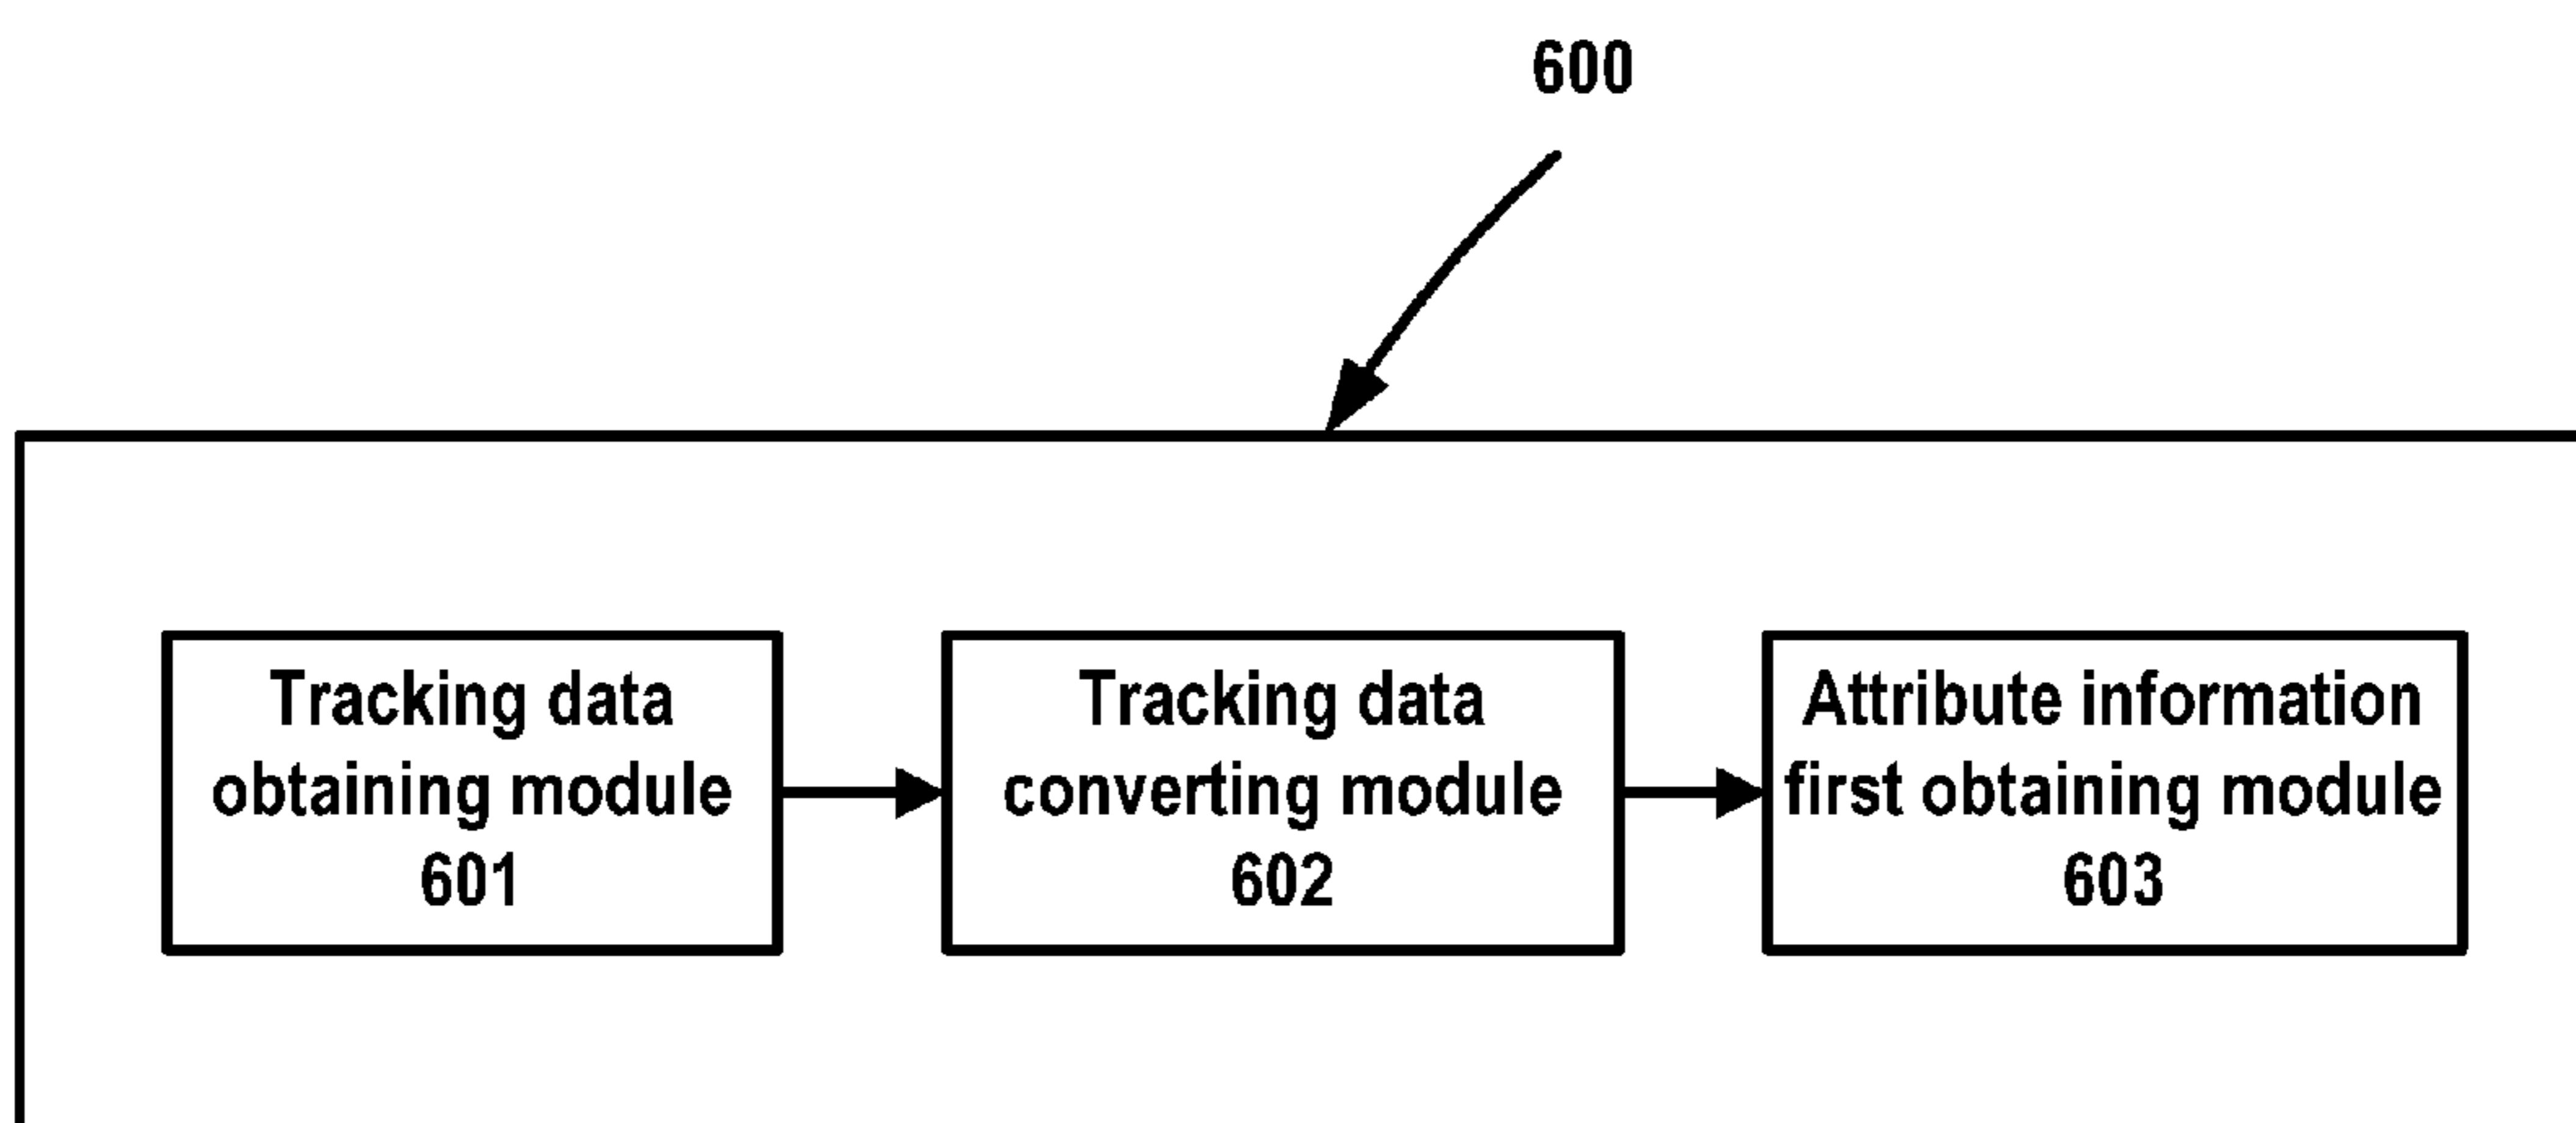 600
Tracking data
obtaining module
601
Tracking data
converting module
602
Attribute information
first obtaining module
603